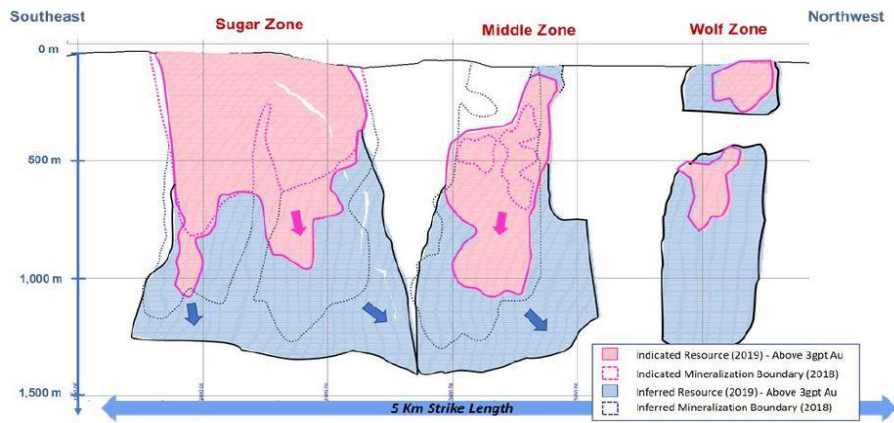 Southeast
Sugar Zone
Middle Zone
Wolf Zone
Northwest
0 m
500 m
1,000 m
1,500 m
Indicated Resource (2019) - Above 3gpt Au
Indicated Mineralization Boundary (2018)
Inferred Resource (2019) - Above 3gpt Au
Inferred Mineralization Boundary (2018)
5 Km Strike Length